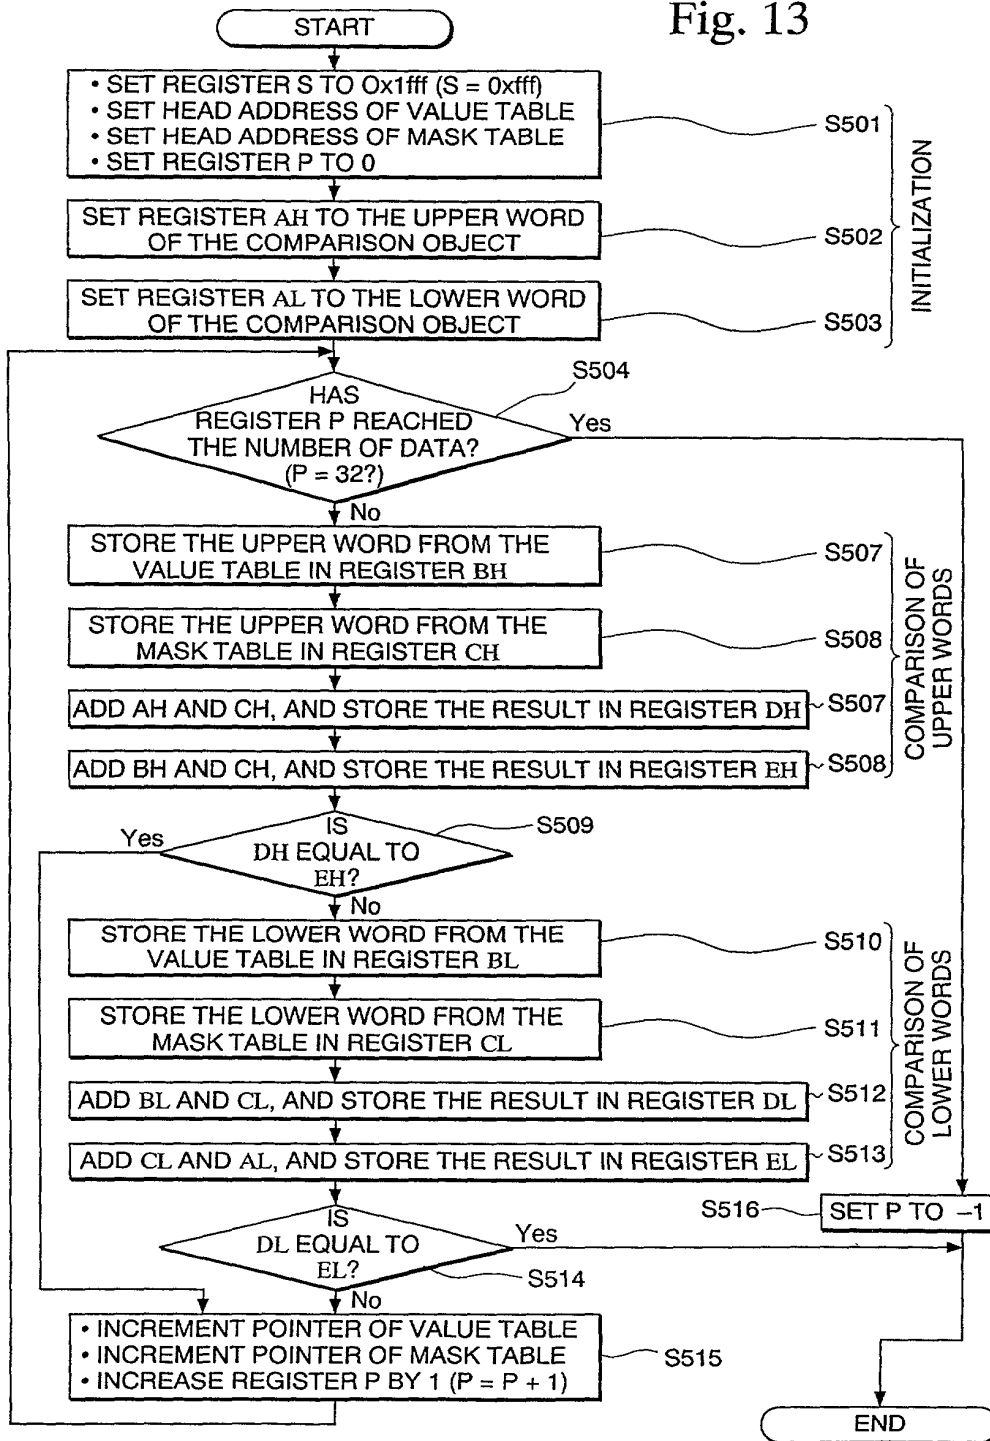 Fig. 13
START
• SET REGISTER S TO 0x1fff (S = 0xfff)
• SET HEAD ADDRESS OF VALUE TABLE
• SET HEAD ADDRESS OF MASK TABLE
• SET REGISTER P TO 0
S501
SET REGISTER AH TO THE UPPER WORD
OF THE COMPARISON OBJECT
S502
SET REGISTER AL TO THE LOWER WORD
OF THE COMPARISON OBJECT
S503
INITIALIZATION
HAS
REGISTER P REACHED
THE NUMBER OF DATA?
(P = 32?)
S504
Yes
No
STORE THE UPPER WORD FROM THE
VALUE TABLE IN REGISTER BH
S507
STORE THE UPPER WORD FROM THE
MASK TABLE IN REGISTER CH
S508
ADD AH AND CH, AND STORE THE RESULT IN REGISTER DH
S507
ADD BH AND CH, AND STORE THE RESULT IN REGISTER EH
S508
COMPARISON OF
UPPER WORDS
IS
DH EQUAL TO
EH?
S509
Yes
No
STORE THE LOWER WORD FROM THE
VALUE TABLE IN REGISTER BL
S510
STORE THE LOWER WORD FROM THE
MASK TABLE IN REGISTER CL
S511
ADD BL AND CL, AND STORE THE RESULT IN REGISTER DL
S512
ADD CL AND AL, AND STORE THE RESULT IN REGISTER EL
S513
COMPARISON OF
LOWER WORDS
S516
SET P TO −1
IS
DL EQUAL TO
EL?
Yes
S514
No
• INCREMENT POINTER OF VALUE TABLE
• INCREMENT POINTER OF MASK TABLE
• INCREASE REGISTER P BY 1 (P = P + 1)
S515
END